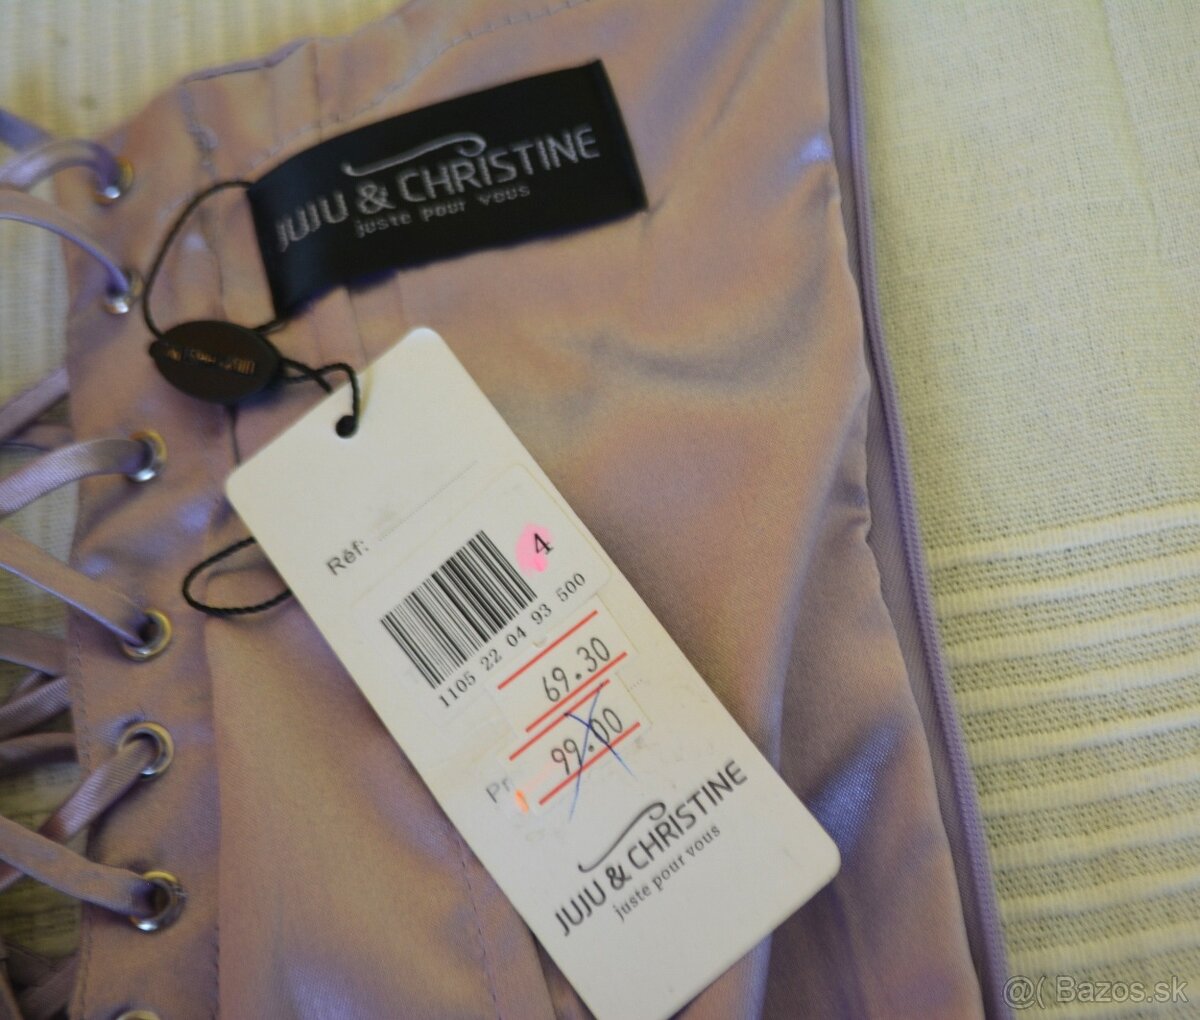 JUJU & CHRISTINE
juste pour vous
Réf:
4
1105 22 04 93 500
69.30
99.00
Pr
JUJU & CHRISTINE
juste pour vous
@( Bazos.sk